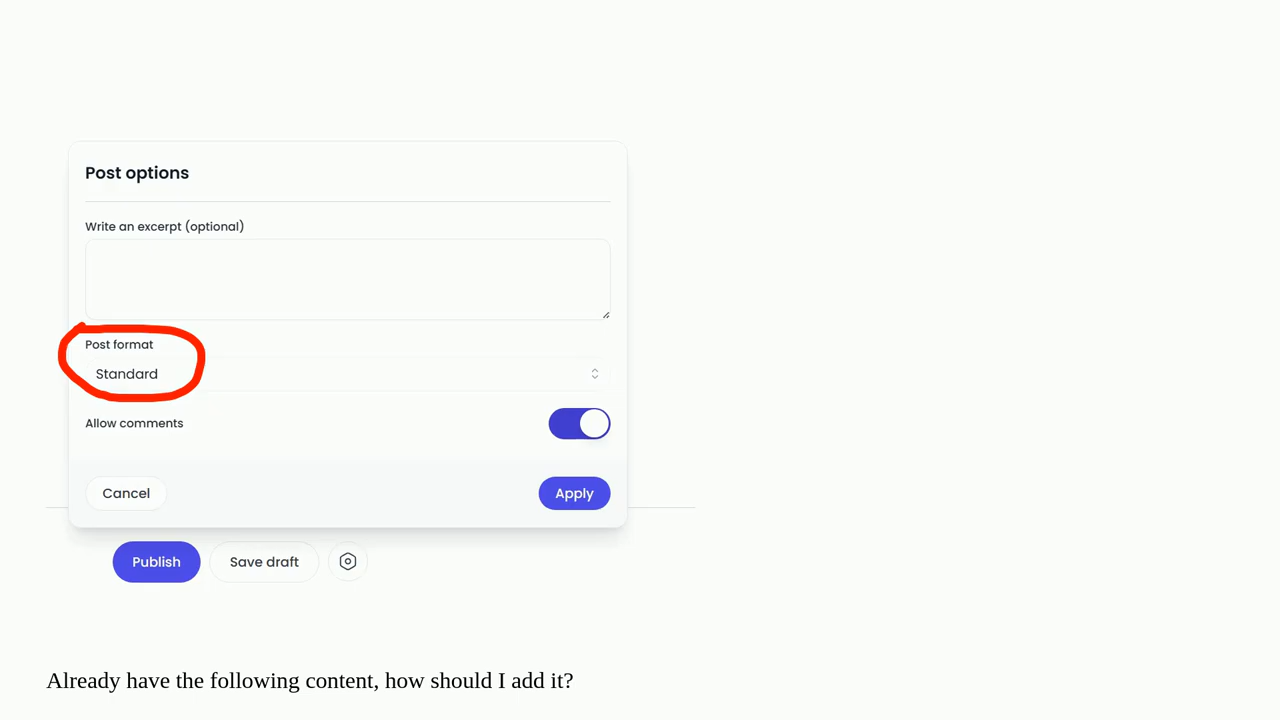 Post options
Write an excerpt (optional)
Post format
Standard
Allow comments
Cancel
Apply
Publish
Save draft
Already have the following content, how should I add it?